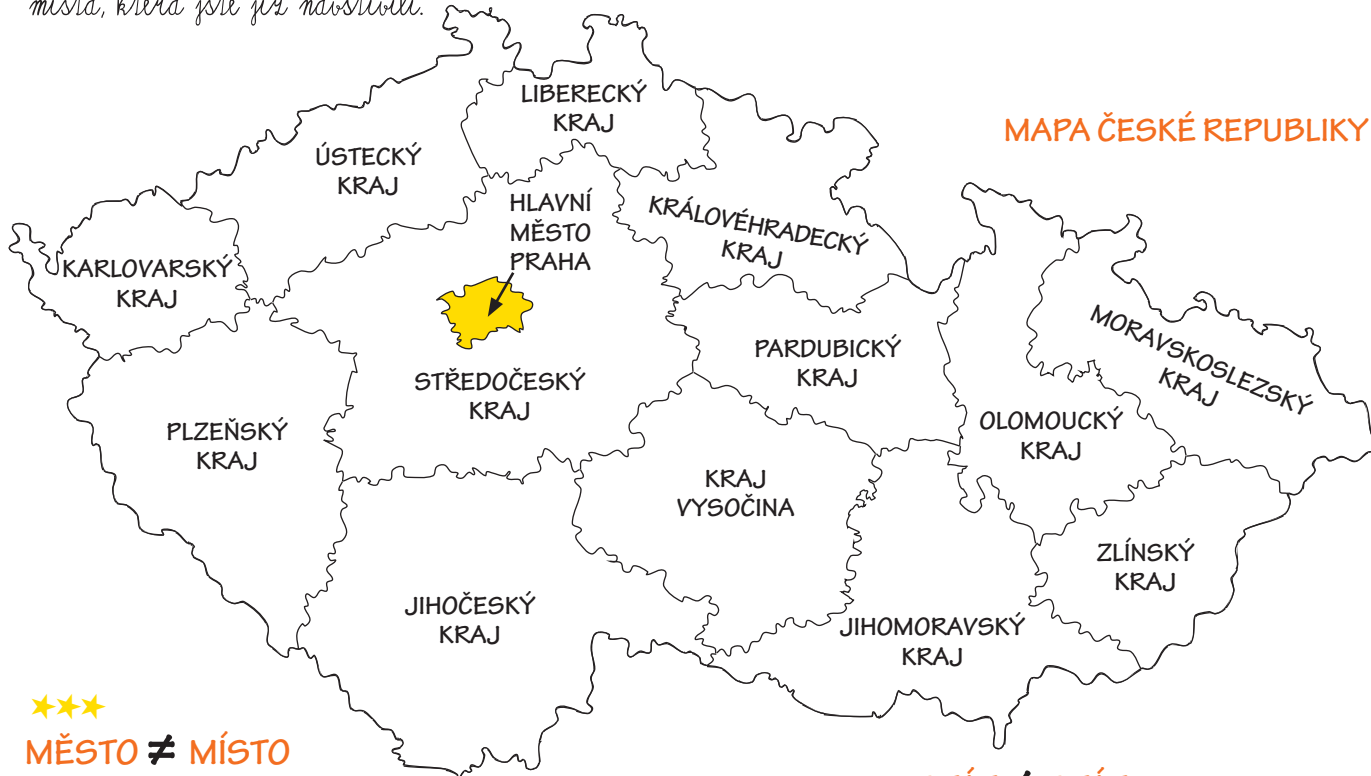 místa, která jste již navštívili.
MAPA ČESKÉ REPUBLIKY
LIBERECKÝ
KRAJ
ÚSTECKÝ
KRAJ
HLAVNÍ
MĚSTO
PRAHA
KRÁLOVÉHRADECKÝ
KRAJ
KARLOVARSKÝ
KRAJ
MORAVSKOSLEZSKÝ
KRAJ
PARDUBICKÝ
KRAJ
STŘEDOČESKÝ
KRAJ
PLZEŇSKÝ
KRAJ
OLOMOUCKÝ
KRAJ
KRAJ
VYSOČINA
ZLÍNSKÝ
KRAJ
JIHOČESKÝ
KRAJ
JIHOMORAVSKÝ
KRAJ
MĚSTO ≠ MÍSTO